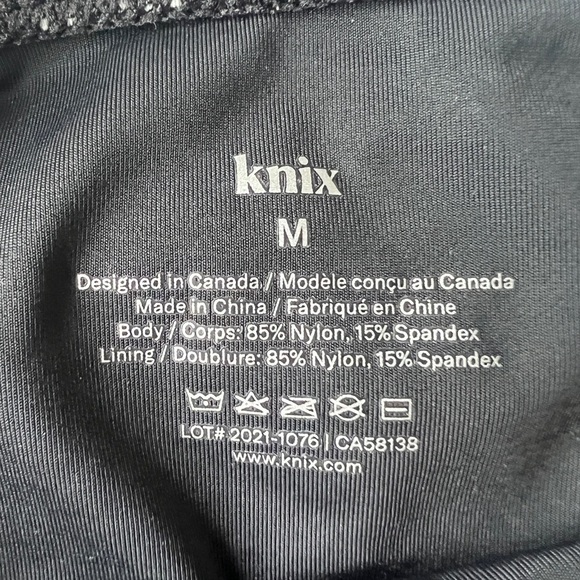 knix
M
Designed in Canada / Modèle conçu au Canada
Made in China / Fabriqué en Chine
Body / Corps: 85% Nylon, 15% Spandex
Lining / Doublure: 85% Nylon, 15% Spandex
LOT# 2021-1076 | CA58138
www.knix.com